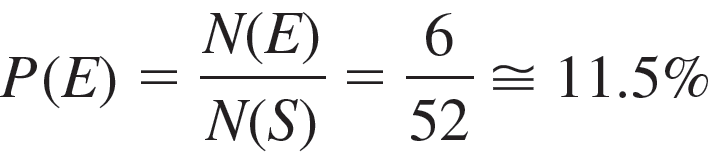 P(E) = N(E)/N(S) = 6/52 ≅ 11.5%